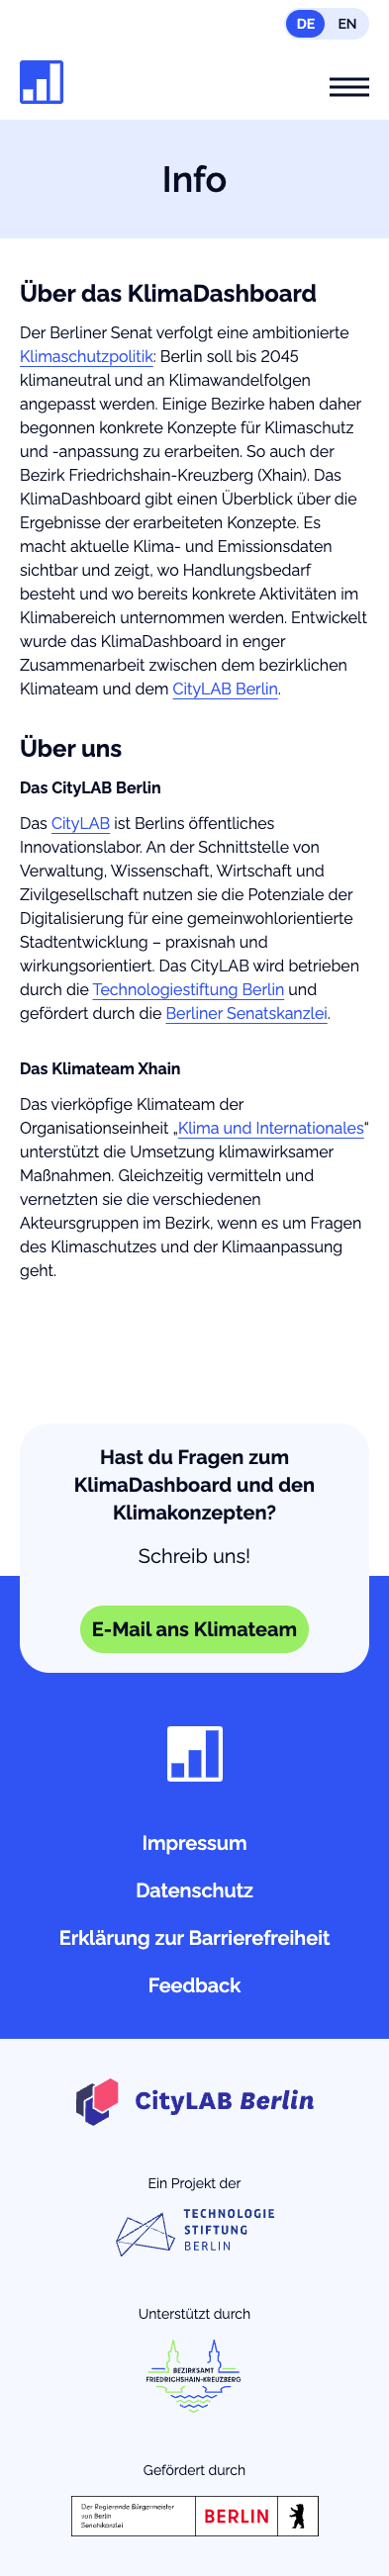 DE EN
Info
Über das KlimaDashboard
Der Berliner Senat verfolgt eine ambitionierte
Klimaschutzpolitik: Berlin soll bis 2045
klimaneutral und an Klimawandelfolgen
angepasst werden. Einige Bezirke haben daher
begonnen konkrete Konzepte für Klimaschutz
und -anpassung zu erarbeiten. So auch der
Bezirk Friedrichshain-Kreuzberg (Xhain). Das
KlimaDashboard gibt einen Überblick über die
Ergebnisse der erarbeiteten Konzepte. Es
macht aktuelle Klima- und Emissionsdaten
sichtbar und zeigt, wo Handlungsbedarf
besteht und wo bereits konkrete Aktivitäten im
Klimabereich unternommen werden. Entwickelt
wurde das KlimaDashboard in enger
Zusammenarbeit zwischen dem bezirklichen
Klimateam und dem CityLAB Berlin.
Über uns
Das CityLAB Berlin
Das CityLAB ist Berlins öffentliches
Innovationslabor. An der Schnittstelle von
Verwaltung, Wissenschaft, Wirtschaft und
Zivilgesellschaft nutzen sie die Potenziale der
Digitalisierung für eine gemeinwohlorientierte
Stadtentwicklung – praxisnah und
wirkungsorientiert. Das CityLAB wird betrieben
durch die Technologiestiftung Berlin und
gefördert durch die Berliner Senatskanzlei.
Das Klimateam Xhain
Das vierköpfige Klimateam der
Organisationseinheit „Klima und Internationales“
unterstützt die Umsetzung klimawirksamer
Maßnahmen. Gleichzeitig vermitteln und
vernetzten sie die verschiedenen
Akteursgruppen im Bezirk, wenn es um Fragen
des Klimaschutzes und der Klimaanpassung
geht.
Hast du Fragen zum
KlimaDashboard und den
Klimakonzepten?
Schreib uns!
E-Mail ans Klimateam
Impressum
Datenschutz
Erklärung zur Barrierefreiheit
Feedback
CityLAB Berlin
Ein Projekt der
TECHNOLOGIE
STIFTUNG
BERLIN
Unterstützt durch
BEZIRKSAMT
FRIEDRICHSHAIN-KREUZBERG
Gefördert durch
Der Regierende Bürgermeister
von Berlin
Senatskanzlei
BERLIN